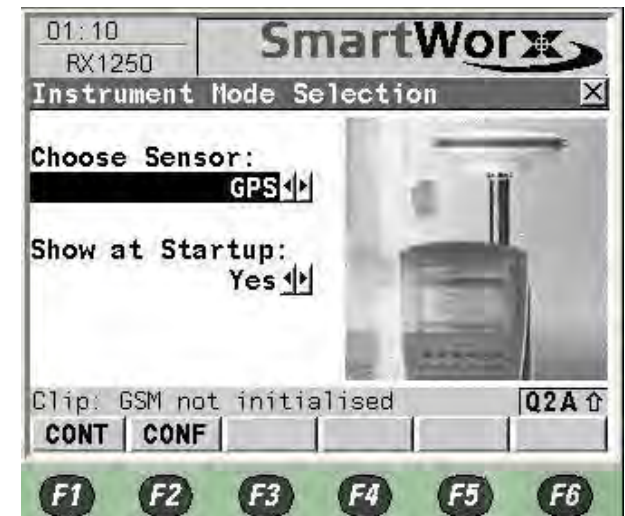 01:10
RX1250
SmartWorx
Instrument Mode Selection
Choose Sensor:
GPS
Show at Startup:
Yes
Clip: GSM not initialised
Q2A
CONT CONF
F1 F2 F3 F4 F5 F6